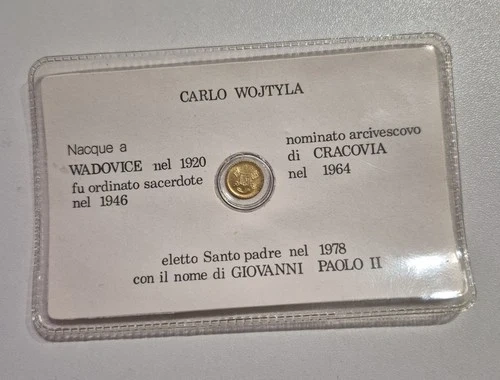 CARLO WOJTYLA
Nacque a
WADOVICE nel 1920
fu ordinato sacerdote
nel 1946
nominato arcivescovo
di CRACOVIA
nel 1964
eletto Santo padre nel 1978
con il nome di GIOVANNI PAOLO II